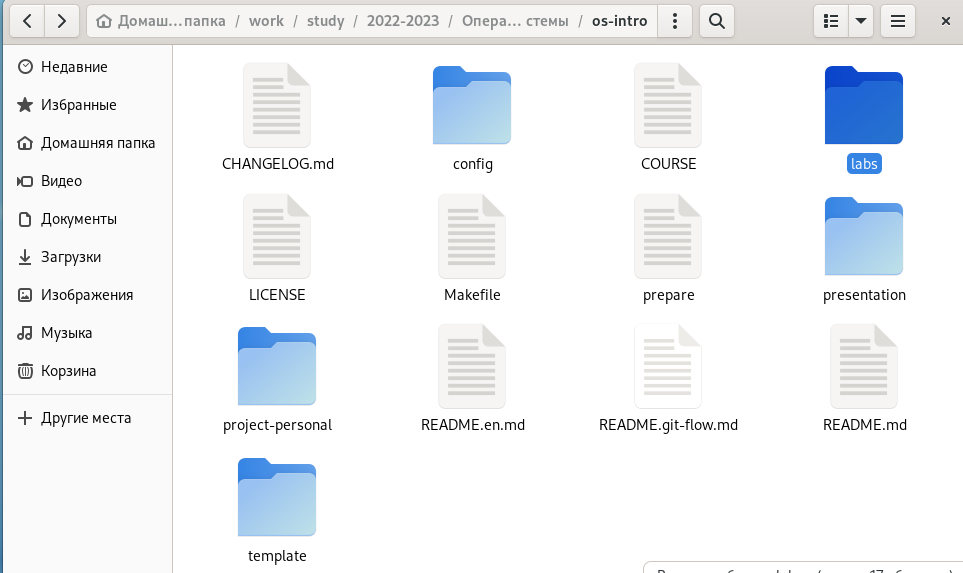 Домаш...папка / work / study / 2022-2023 / Опера... стемы / os-intro
Недавние
Избранные
Домашняя папка
Видео
Документы
Загрузки
Изображения
Музыка
Корзина
Другие места
CHANGELOG.md config COURSE labs
LICENSE Makefile prepare presentation
project-personal README.en.md README.git-flow.md README.md
template